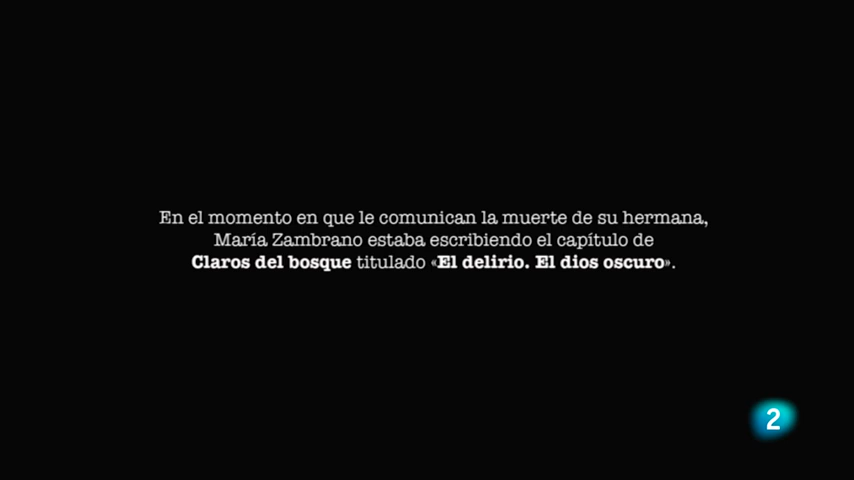 En el momento en que le comunican la muerte de su hermana,
María Zambrano estaba escribiendo el capítulo de
Claros del bosque titulado «El delirio. El dios oscuro».
2